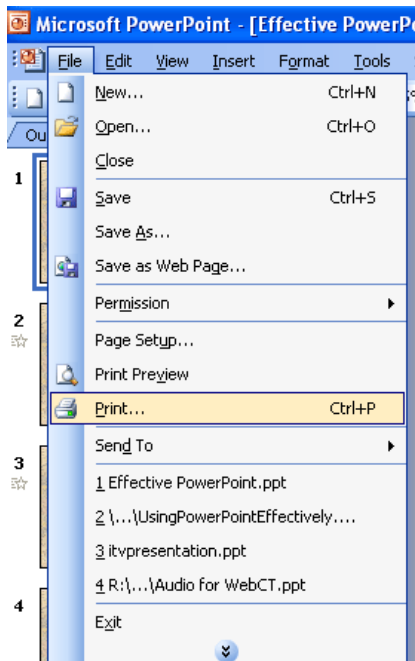 Microsoft PowerPoint - [Effective PowerP
File Edit View Insert Format Tools
Ou
New... Ctrl+N
Open... Ctrl+O
Close
1
Save Ctrl+S
Save As...
Save as Web Page...
Permission
2
Page Setup...
Print Preview
Print... Ctrl+P
Send To
3
1 Effective PowerPoint.ppt
2 \...\UsingPowerPointEffectively....
3 itvpresentation.ppt
4 R:\...\Audio for WebCT.ppt
4
Exit